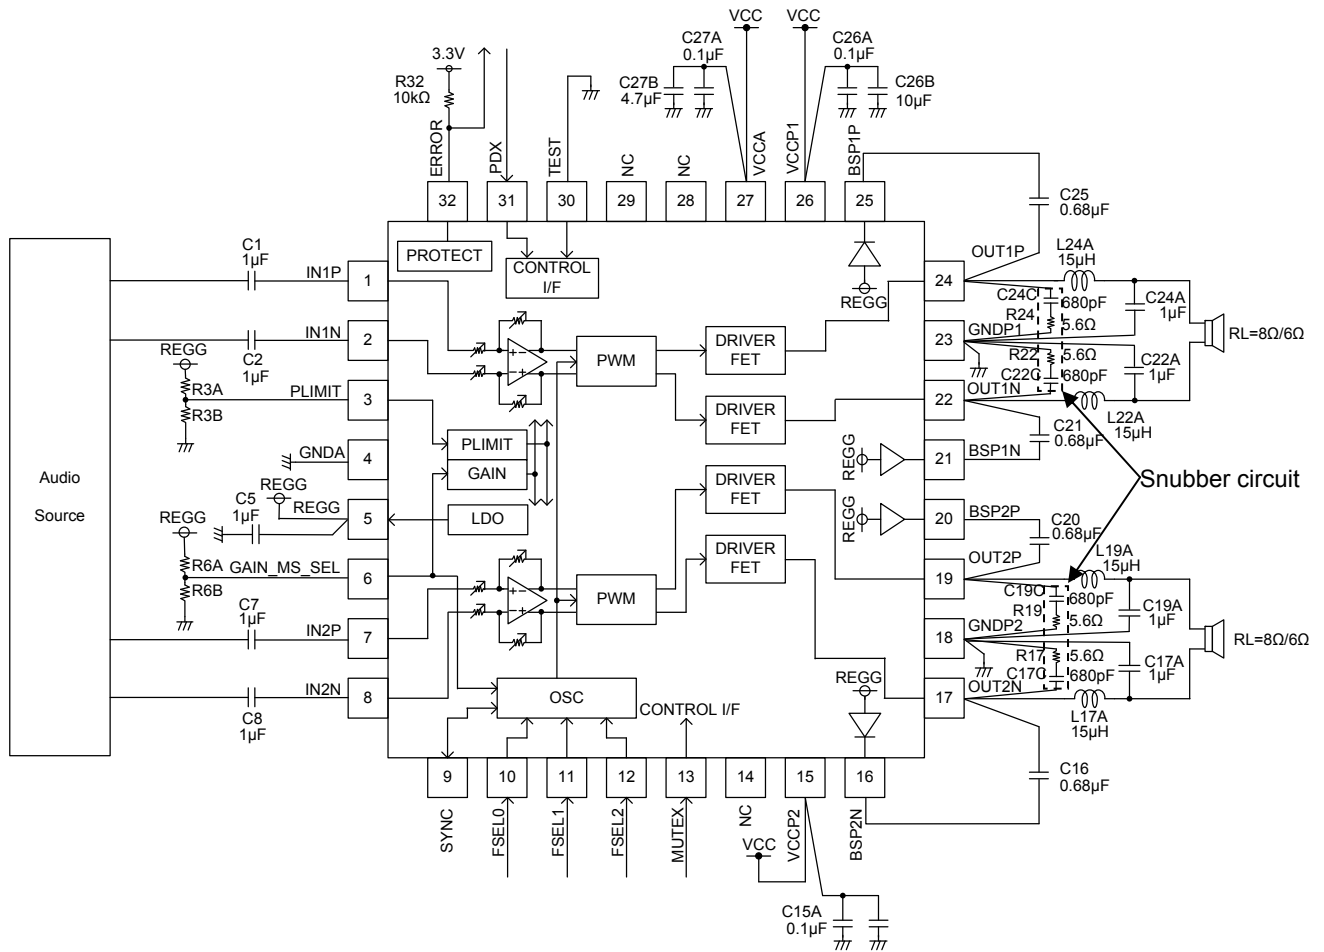 VCC
VCC
C27A
0.1µF
C26A
0.1µF
3.3V
R32
10kΩ
C27B
4.7µF
C26B
10µF
ERROR
PDX
TEST
NC
NC
VCCA
VCCP1
BSP1P
32
31
30
29
28
27
26
25
C25
0.68µF
Audio
Source
C1
1µF
IN1P
1
PROTECT
CONTROL
I/F
REGG
24
OUT1P
L24A
15µH
C24C
680pF
C24A
1µF
R24
5.6Ω
IN1N
2
C2
1µF
PWM
DRIVER
FET
23
GNDP1
RL=8Ω/6Ω
R22
5.6Ω
C22C
680pF
C22A
1µF
REGG
R3A
R3B
PLIMIT
3
DRIVER
FET
22
OUT1N
L22A
15µH
C21
0.68µF
PLIMIT
GAIN
GNDA
4
REGG
21
BSP1N
Snubber circuit
REGG
C5
1µF
REGG
5
LDO
DRIVER
FET
REGG
20
BSP2P
C20
0.68µF
REGG
R6A
R6B
GAIN_MS_SEL
6
DRIVER
FET
19
OUT2P
L19A
15µH
C19C
680pF
C19A
1µF
R19
5.6Ω
C7
1µF
IN2P
7
PWM
18
GNDP2
RL=8Ω/6Ω
R17
5.6Ω
C17C
680pF
C17A
1µF
IN2N
8
C8
1µF
OSC
CONTROL I/F
REGG
17
OUT2N
L17A
15µH
9
10
11
12
13
14
15
16
C16
0.68µF
SYNC
FSEL0
FSEL1
FSEL2
MUTEX
NC
VCCP2
BSP2N
VCC
C15A
0.1µF